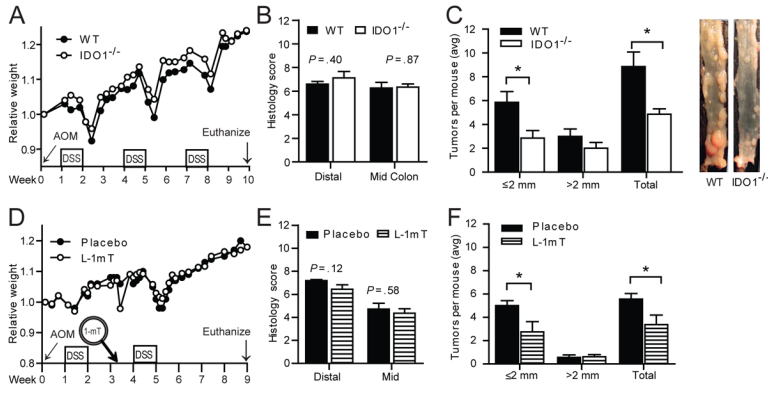 A
WT
IDO1-/-
Relative weight
1.2
1.1
1.0
0.9
AOM
Euthanize
DSS DSS DSS
Week 0 1 2 3 4 5 6 7 8 9 10
B
WT IDO1-/-
Histology score
12
10
8
6
4
2
0
P=.40 P=.87
Distal Mid Colon
C
WT
IDO1-/-
Tumors per mouse (avg)
12
10
8
6
4
2
0
* *
≤2 mm >2 mm Total
WT IDO1-/-
D
Placebo
L-1mT
Relative weight
1.2
1.1
1.0
0.9
0.8
AOM
1-mT
Euthanize
DSS DSS
Week 0 1 2 3 4 5 6 7 8 9
E
Placebo L-1mT
Histology score
12
10
8
6
4
2
0
P=.12 P=.58
Distal Mid
F
Placebo
L-1mT
Tumors per mouse (avg)
12
10
8
6
4
2
0
* *
≤2 mm >2 mm Total